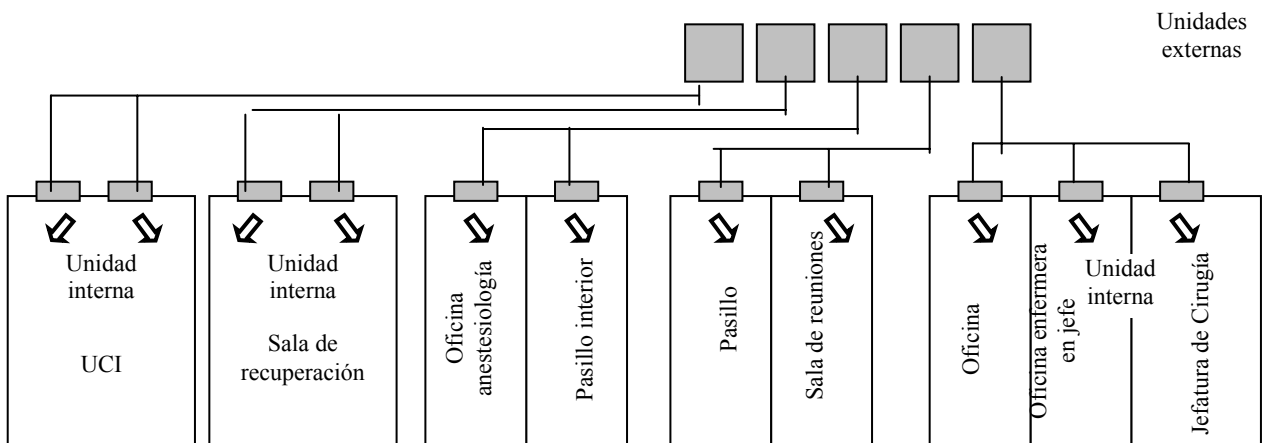 Unidades
externas
Unidad
interna
UCI
Unidad
interna
Sala de
recuperación
Oficina
anestesiología
Pasillo interior
Pasillo
Sala de reuniones
Oficina
Oficina enfermera
en jefe
Unidad
interna
Jefatura de Cirugía